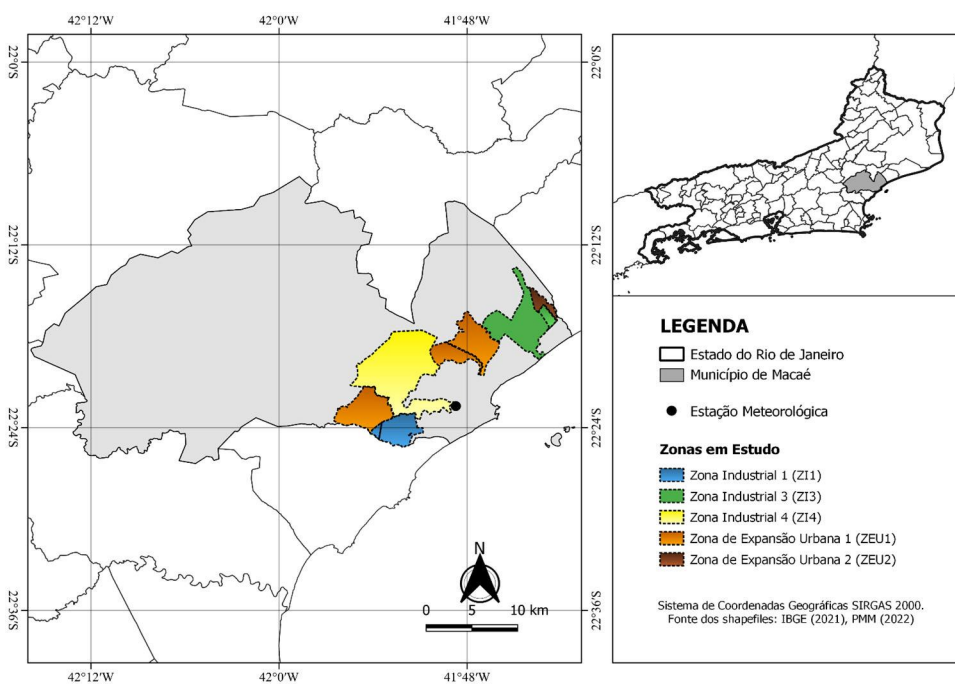 42°12'W 42°0'W 41°48'W
22°0'S 22°0'S
22°12'S 22°12'S
22°24'S 22°24'S
22°36'S 22°36'S
N
0 5 10 km
42°12'W 42°0'W 41°48'W
LEGENDA
Estado do Rio de Janeiro
Município de Macaé
Estação Meteorológica
Zonas em Estudo
Zona Industrial 1 (ZI1)
Zona Industrial 3 (ZI3)
Zona Industrial 4 (ZI4)
Zona de Expansão Urbana 1 (ZEU1)
Zona de Expansão Urbana 2 (ZEU2)
Sistema de Coordenadas Geográficas SIRGAS 2000.
Fonte dos shapefiles: IBGE (2021), PMM (2022)